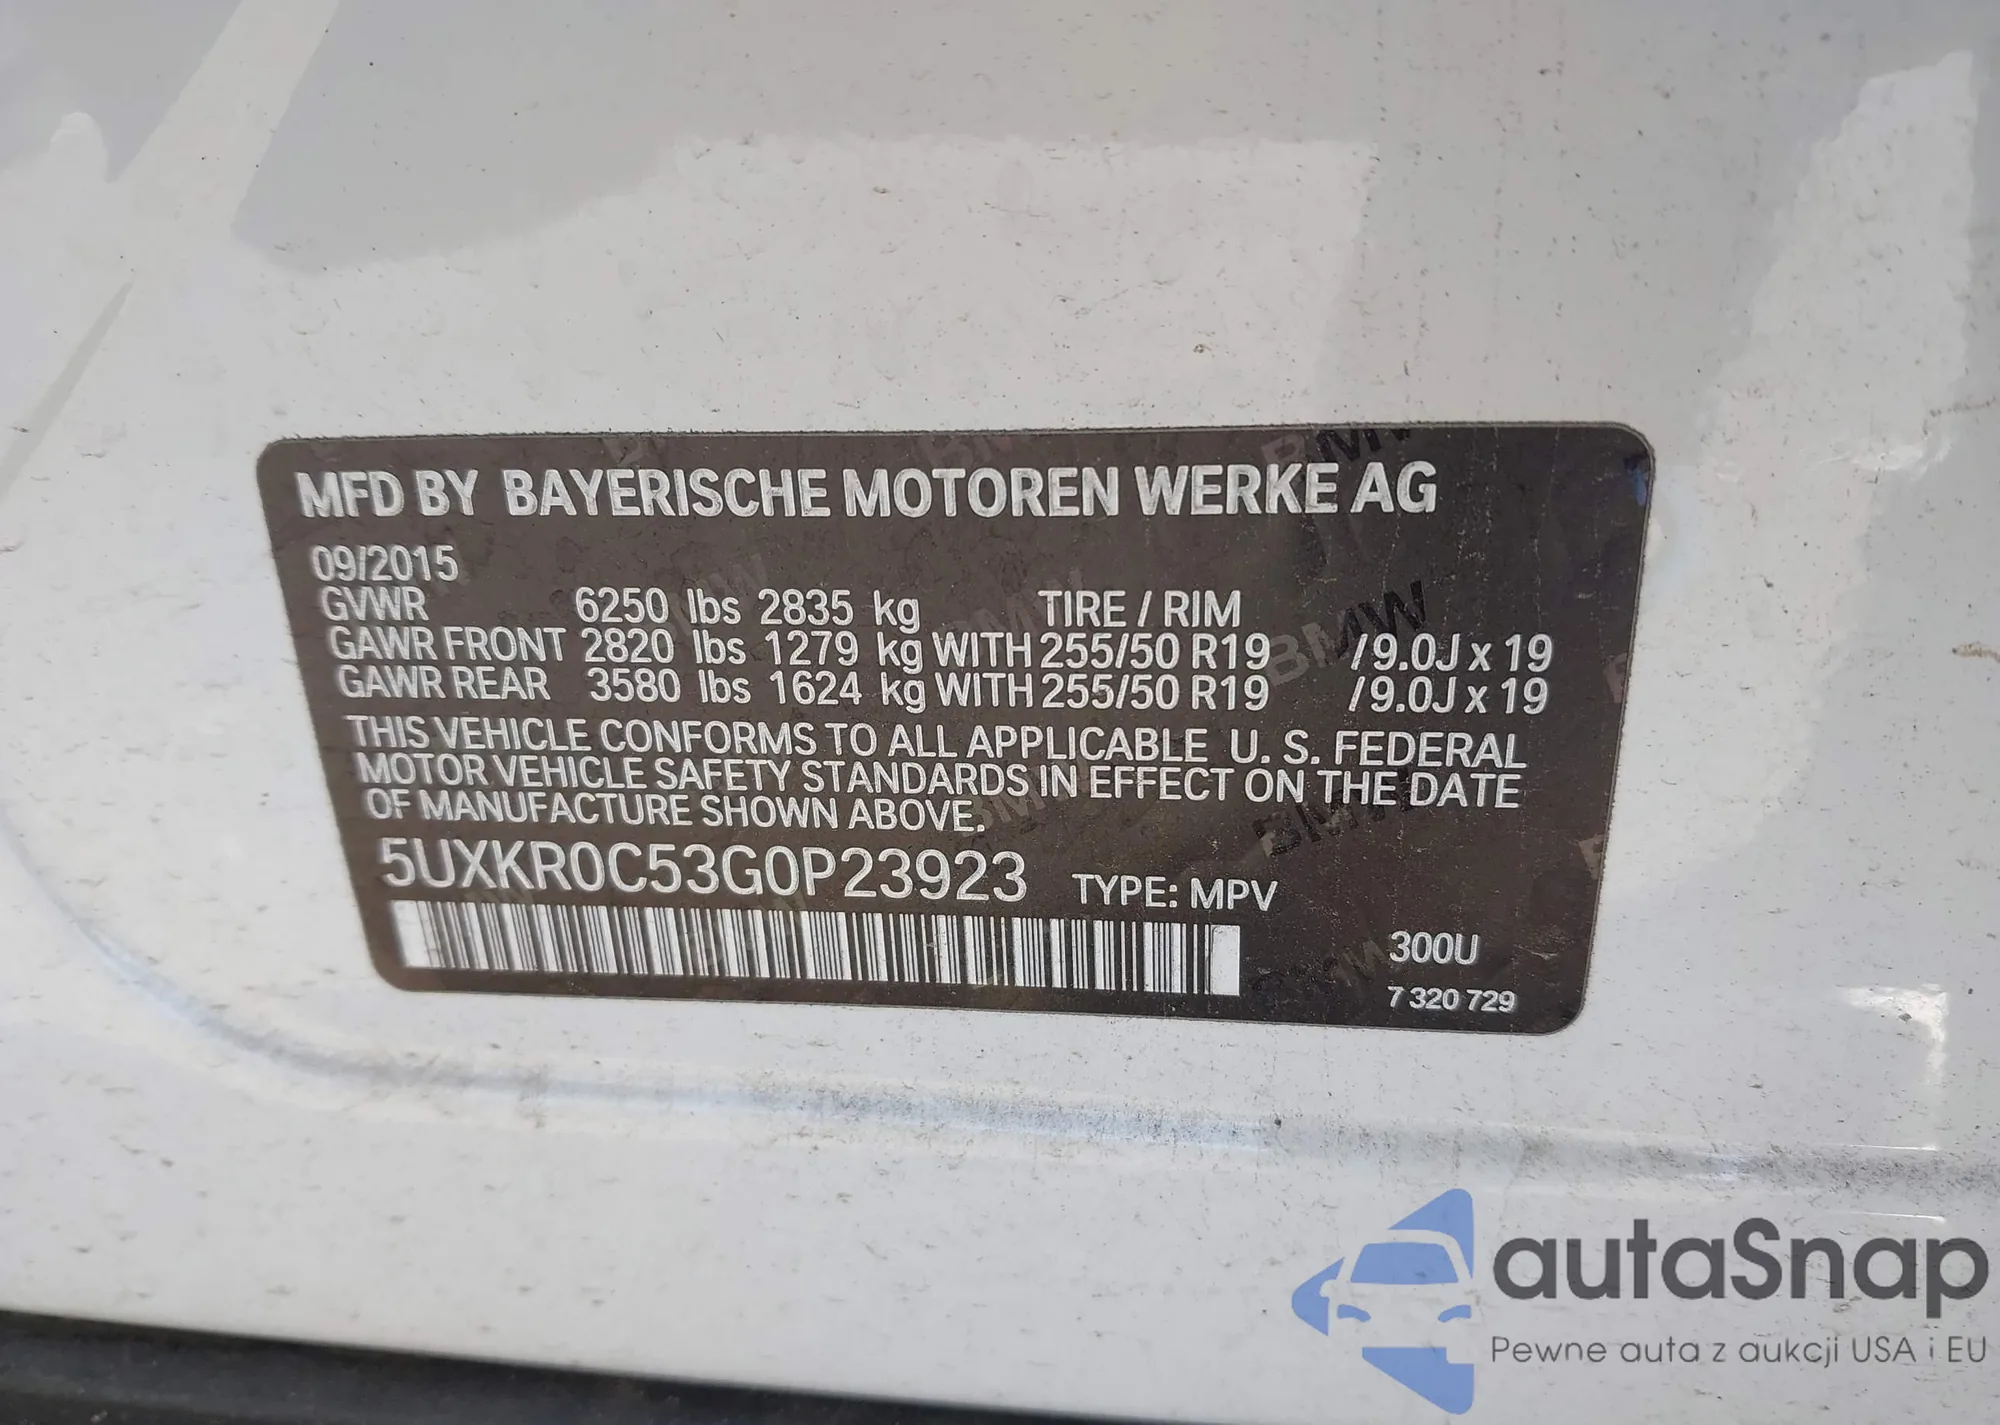 MFD BY BAYERISCHE MOTOREN WERKE AG
09/2015
GVWR 6250 lbs 2835 kg TIRE / RIM
GAWR FRONT 2820 lbs 1279 kg WITH 255/50 R19 /9.0J x 19
GAWR REAR 3580 lbs 1624 kg WITH 255/50 R19 /9.0J x 19
THIS VEHICLE CONFORMS TO ALL APPLICABLE U. S. FEDERAL
MOTOR VEHICLE SAFETY STANDARDS IN EFFECT ON THE DATE
OF MANUFACTURE SHOWN ABOVE.
5UXKR0C53G0P23923 TYPE: MPV
300U
7 320 729
autaSnap
Pewne auta z aukcji USA i EU